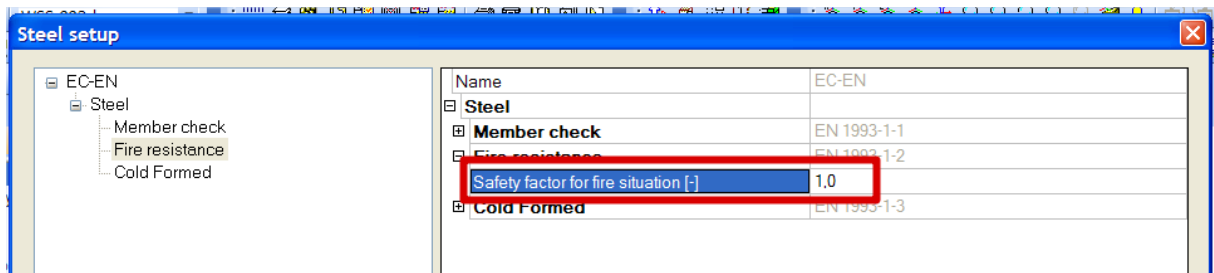 Steel setup
EC-EN
Steel
Member check
Fire resistance
Cold Formed
Name EC-EN
Steel
Member check EN 1993-1-1
Fire resistance EN 1993-1-2
Safety factor for fire situation [-] 1,0
Cold Formed EN 1993-1-3